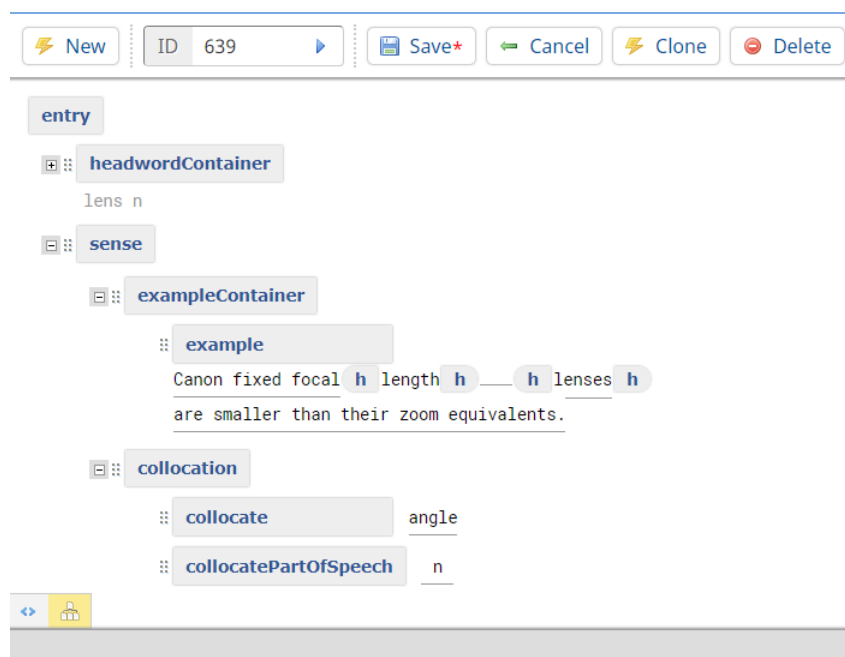 New ID 639 Save* Cancel Clone Delete
entry
headwordContainer
lens n
sense
exampleContainer
example
Canon fixed focal h length h h lenses h
are smaller than their zoom equivalents.
collocation
collocate angle
collocatePartOfSpeech n